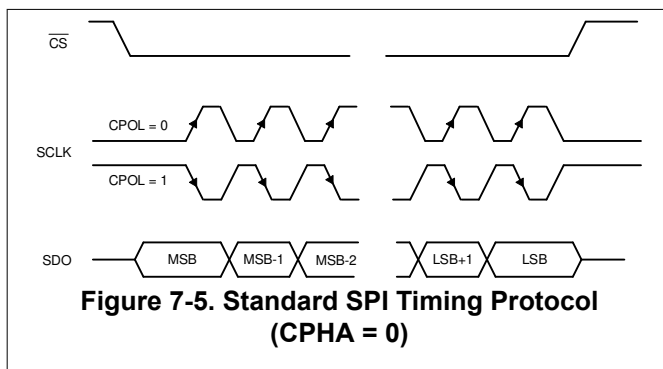 CS
CPOL = 0
SCLK
CPOL = 1
SDO MSB MSB-1 MSB-2 LSB+1 LSB
Figure 7-5. Standard SPI Timing Protocol
(CPHA = 0)